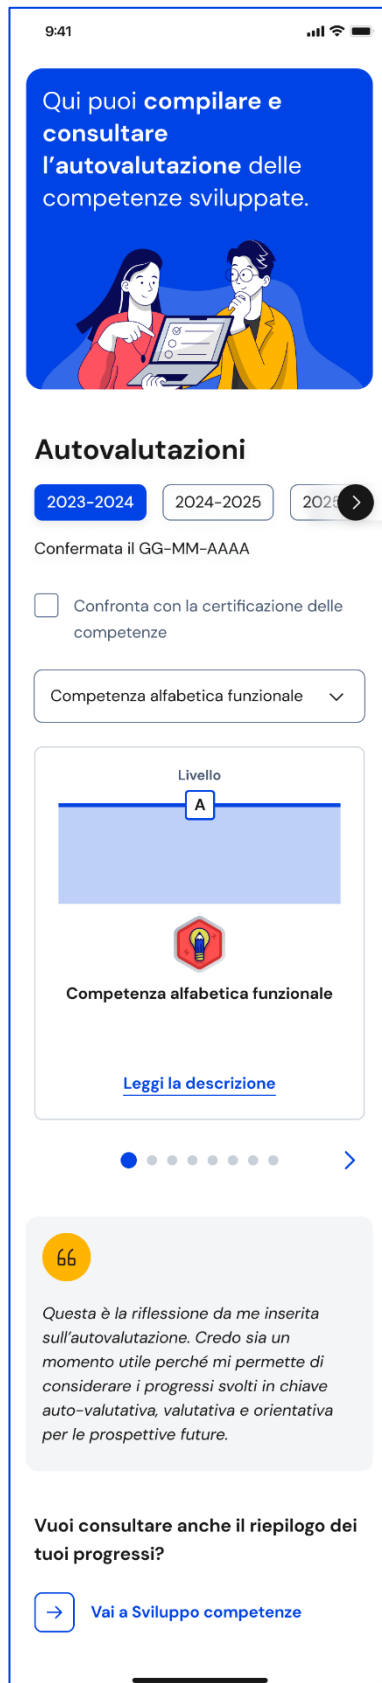 9:41
Qui puoi compilare e
consultare
l'autovalutazione delle
competenze sviluppate.
Autovalutazioni
2023-2024
2024-2025
Confermata il GG-MM-AAAA
Confronta con la certificazione delle
competenze
Competenza alfabetica funzionale
Livello
A
Competenza alfabetica funzionale
Leggi la descrizione
Questa è la riflessione da me inserita
sull'autovalutazione. Credo sia un
momento utile perché mi permette di
considerare i progressi svolti in chiave
auto-valutativa, valutativa e orientativa
per le prospettive future.
Vuoi consultare anche il riepilogo dei
tuoi progressi?
Vai a Sviluppo competenze